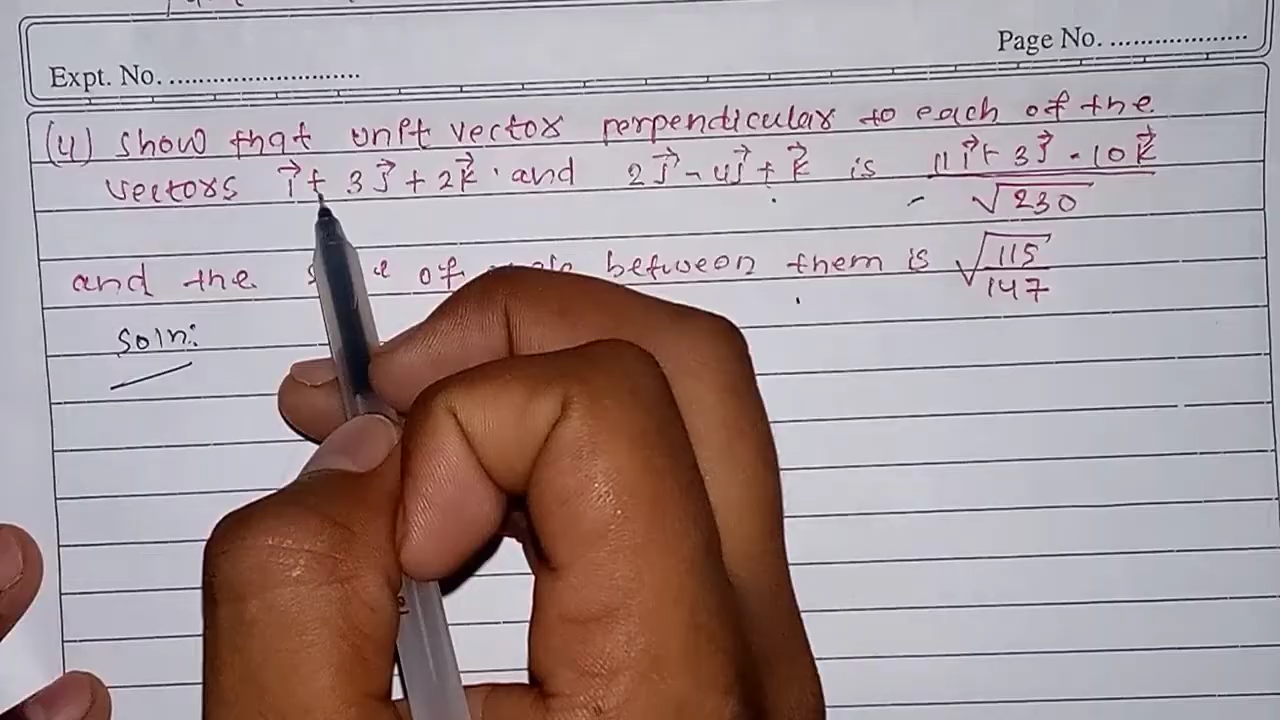 Expt. No. ............................
Page No. ...................
(4) show that unit vector perpendicular to each of the
vectors i⃗ + 3j⃗ + 2k⃗ and 2j⃗ - 4j⃗ + k⃗ is 11i⃗ + 3j⃗ - 10k⃗ / √230
and the of between them is √115/147
Soln: